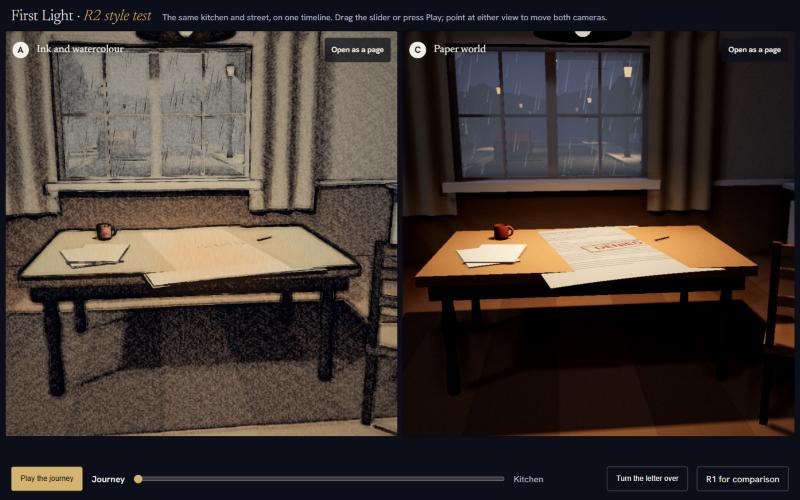 First Light · R2 style test The same kitchen and street, on one timeline. Drag the slider or press Play; point at either view to move both cameras.
A Ink and watercolour Open as a page
C Paper world Open as a page
DENIED
Play the journey Journey Kitchen Turn the letter over R1 for comparison